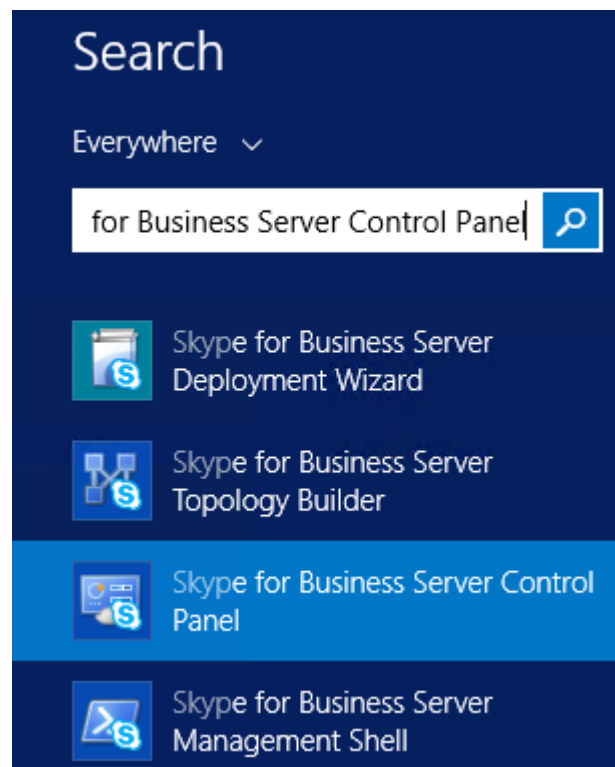 Search
Everywhere
for Business Server Control Panel
Skype for Business Server
Deployment Wizard
Skype for Business Server
Topology Builder
Skype for Business Server Control
Panel
Skype for Business Server
Management Shell